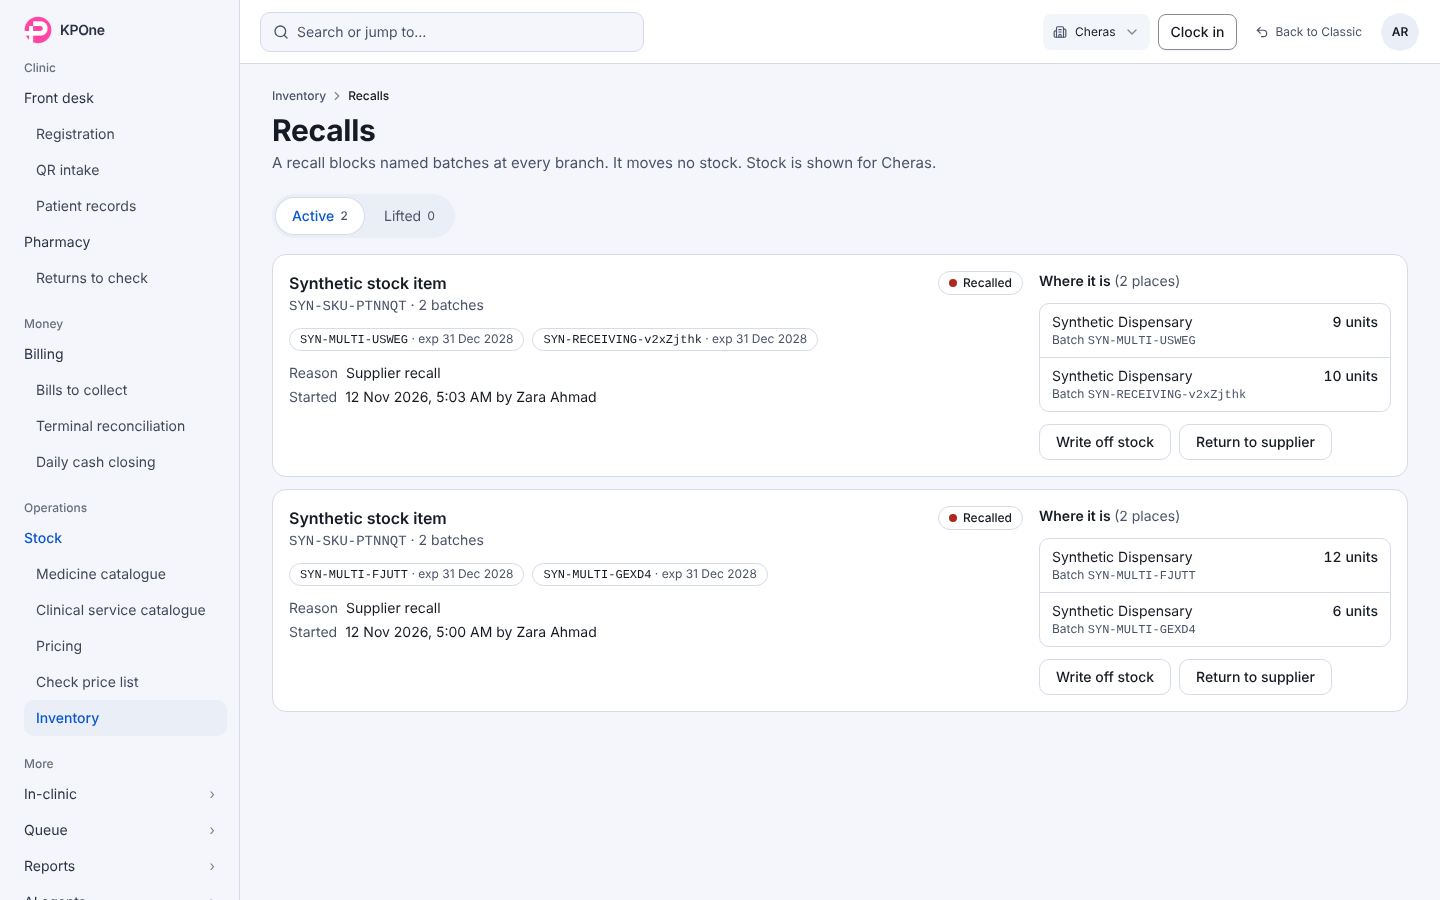 KPOne
Clinic
Front desk
Registration
QR intake
Patient records
Pharmacy
Returns to check
Money
Billing
Bills to collect
Terminal reconciliation
Daily cash closing
Operations
Stock
Medicine catalogue
Clinical service catalogue
Pricing
Check price list
Inventory
More
In-clinic
Queue
Reports
Search or jump to...
Cheras
Clock in
Back to Classic
AR
Inventory > Recalls
Recalls
A recall blocks named batches at every branch. It moves no stock. Stock is shown for Cheras.
Active 2
Lifted 0
Synthetic stock item
Recalled
SYN-SKU-PTNNQT · 2 batches
SYN-MULTI-USWEG · exp 31 Dec 2028
SYN-RECEIVING-v2xZjthk · exp 31 Dec 2028
Reason Supplier recall
Started 12 Nov 2026, 5:03 AM by Zara Ahmad
Where it is (2 places)
Synthetic Dispensary 9 units
Batch SYN-MULTI-USWEG
Synthetic Dispensary 10 units
Batch SYN-RECEIVING-v2xZjthk
Write off stock
Return to supplier
Synthetic stock item
Recalled
SYN-SKU-PTNNQT · 2 batches
SYN-MULTI-FJUTT · exp 31 Dec 2028
SYN-MULTI-GEXD4 · exp 31 Dec 2028
Reason Supplier recall
Started 12 Nov 2026, 5:00 AM by Zara Ahmad
Where it is (2 places)
Synthetic Dispensary 12 units
Batch SYN-MULTI-FJUTT
Synthetic Dispensary 6 units
Batch SYN-MULTI-GEXD4
Write off stock
Return to supplier